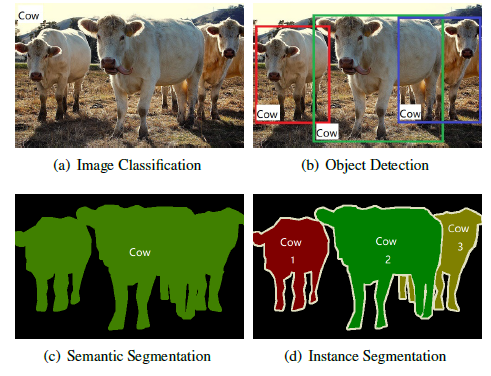 Cow
Cow
Cow
Cow
(a) Image Classification
(b) Object Detection
Cow
Cow
1
Cow
2
Cow
3
(c) Semantic Segmentation
(d) Instance Segmentation